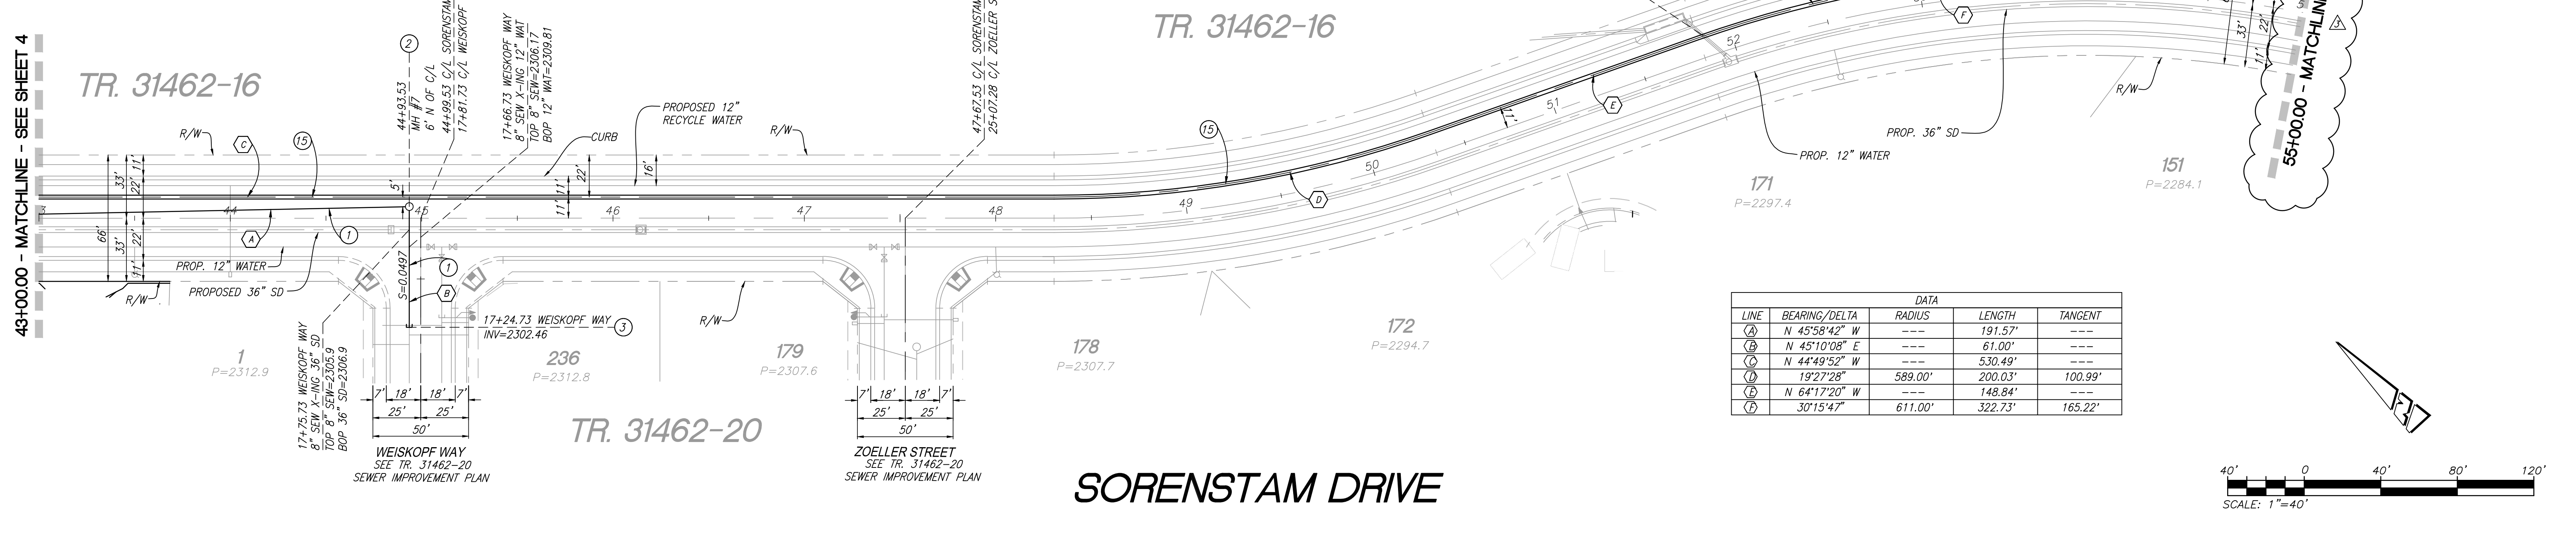 43+00.00 - MATCHLINE - SEE SHEET 4
TR. 31462-16
R/W
C
15
2
44+93.53
MH #7
6' N OF C/L
44+99.53 C/L SORENSTAM
17+81.73 C/L WEISKOPF
17+66.73 WEISKOPF WAY
8" SEW X-ING 12" WAT
TOP 8" SEW=2306.17
BOP 12" WAT=2309.81
CURB
PROPOSED 12"
RECYCLE WATER
R/W
47+67.53 C/L SORENSTAM
25+07.28 C/L ZOELLER S
TR. 31462-16
15
66'
33'
33'
11'
22'
22'
11'
5'
11'
11'
22'
16'
3
44
45
46
47
48
49
50
51
52
A
1
PROP. 12" WATER
PROPOSED 36" SD
R/W
S=0.0497
1
B
17+24.73 WEISKOPF WAY
INV=2302.46
3
R/W
17+75.73 WEISKOPF WAY
8" SEW X-ING 36" SD
TOP 8" SEW=2305.9
BOP 36" SD=2306.9
1
P=2312.9
236
P=2312.8
179
P=2307.6
178
P=2307.7
172
P=2294.7
171
P=2297.4
151
P=2284.1
D
E
11'
F
PROP. 12" WATER
PROP. 36" SD
R/W
33'
22'
11'
55+00.00 - MATCHLIN
7' 18' 18' 7'
25' 25'
50'
WEISKOPF WAY
SEE TR. 31462-20
SEWER IMPROVEMENT PLAN
TR. 31462-20
7' 18' 18' 7'
25' 25'
50'
ZOELLER STREET
SEE TR. 31462-20
SEWER IMPROVEMENT PLAN
SORENSTAM DRIVE
DATA
LINE BEARING/DELTA RADIUS LENGTH TANGENT
A N 45°58'42" W --- 191.57' ---
B N 45°10'08" E --- 61.00' ---
C N 44°49'52" W --- 530.49' ---
D 19°27'28" 589.00' 200.03' 100.99'
E N 64°17'20" W --- 148.84' ---
F 30°15'47" 611.00' 322.73' 165.22'
40' 0 40' 80' 120'
SCALE: 1"=40'